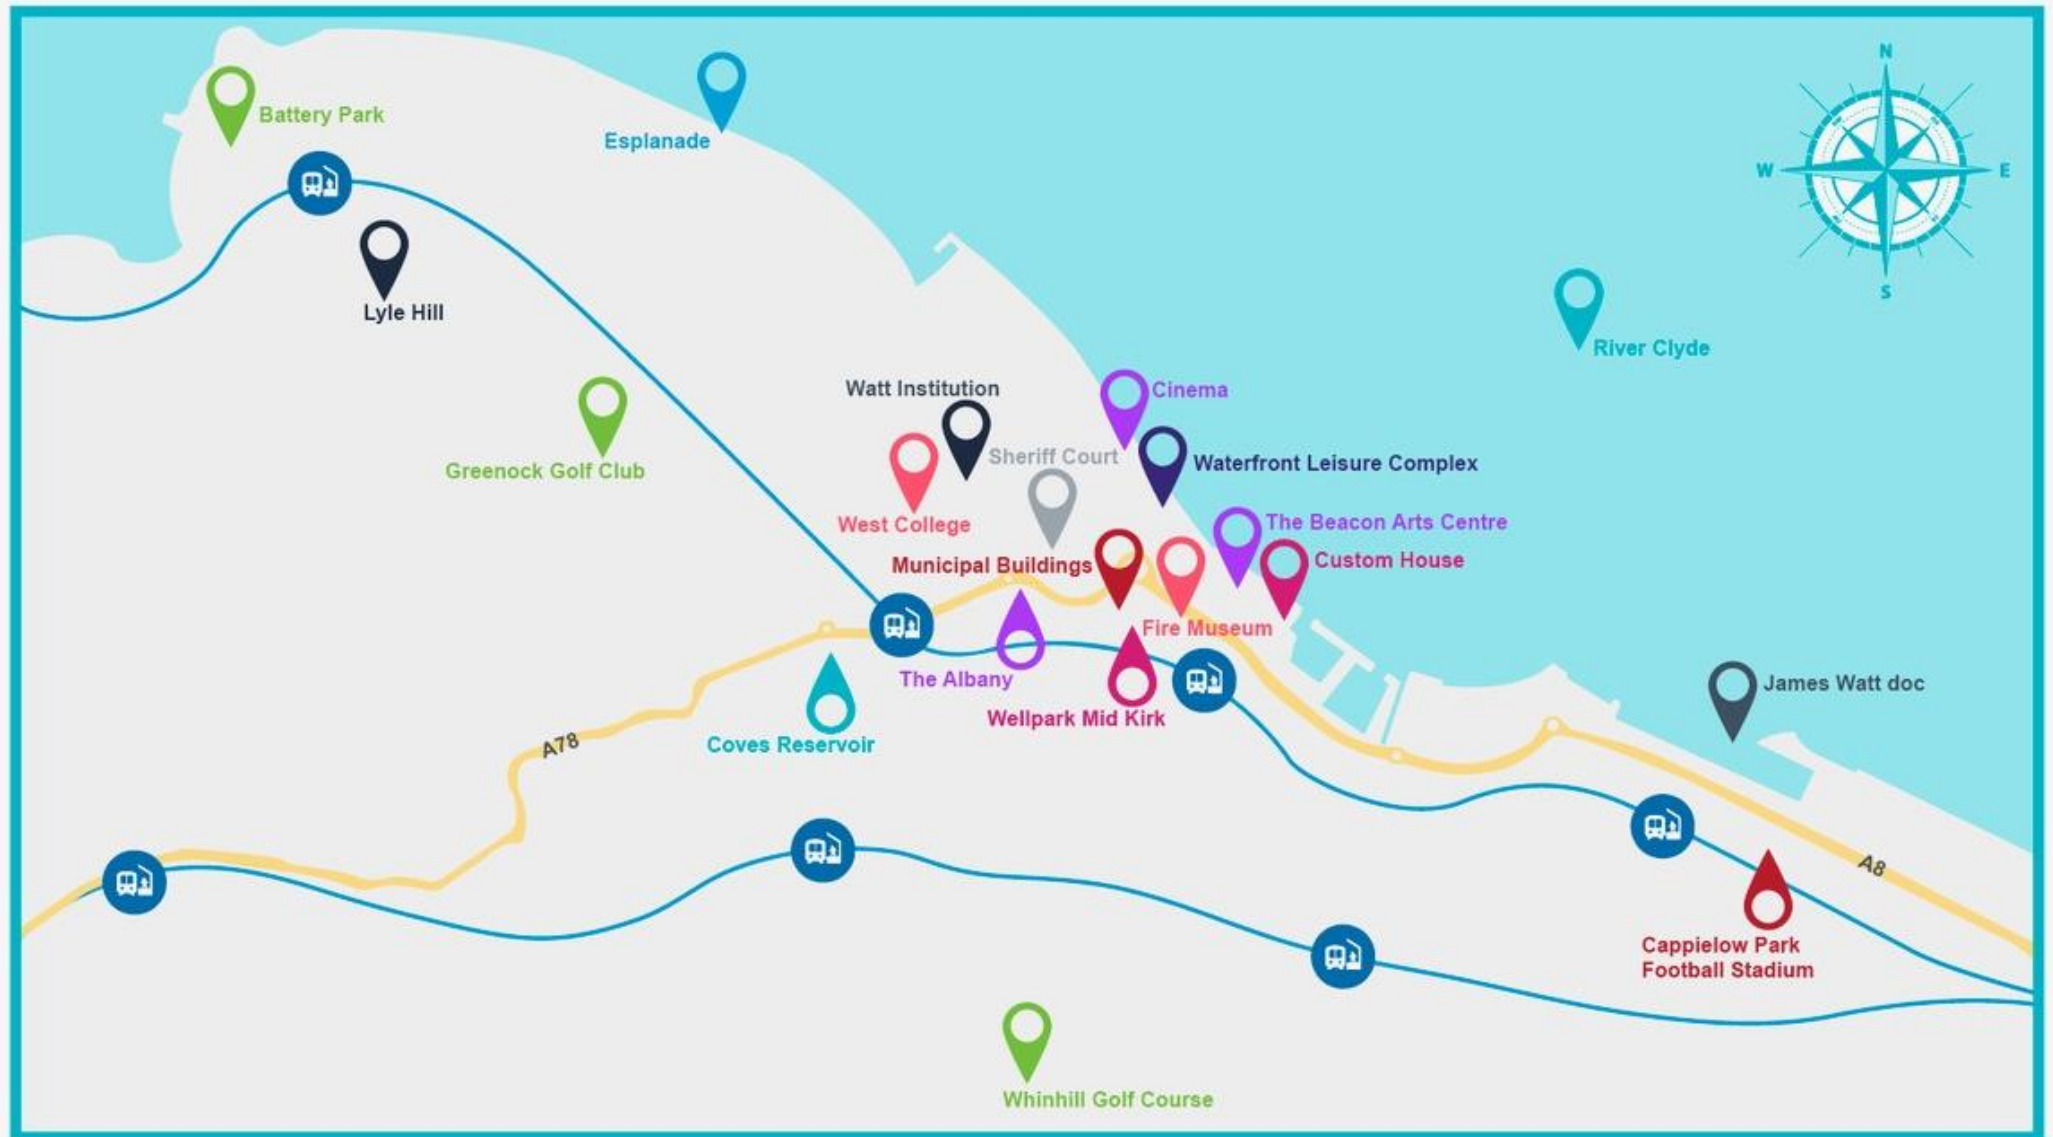 N
Battery Park
Esplanade
W
E
S
Lyle Hill
River Clyde
Watt Institution
Cinema
Sheriff Court
Waterfront Leisure Complex
Greenock Golf Club
West College
The Beacon Arts Centre
Municipal Buildings
Custom House
Fire Museum
The Albany
James Watt doc
Wellpark Mid Kirk
Coves Reservoir
A78
A8
Cappielow Park
Football Stadium
Whinhill Golf Course